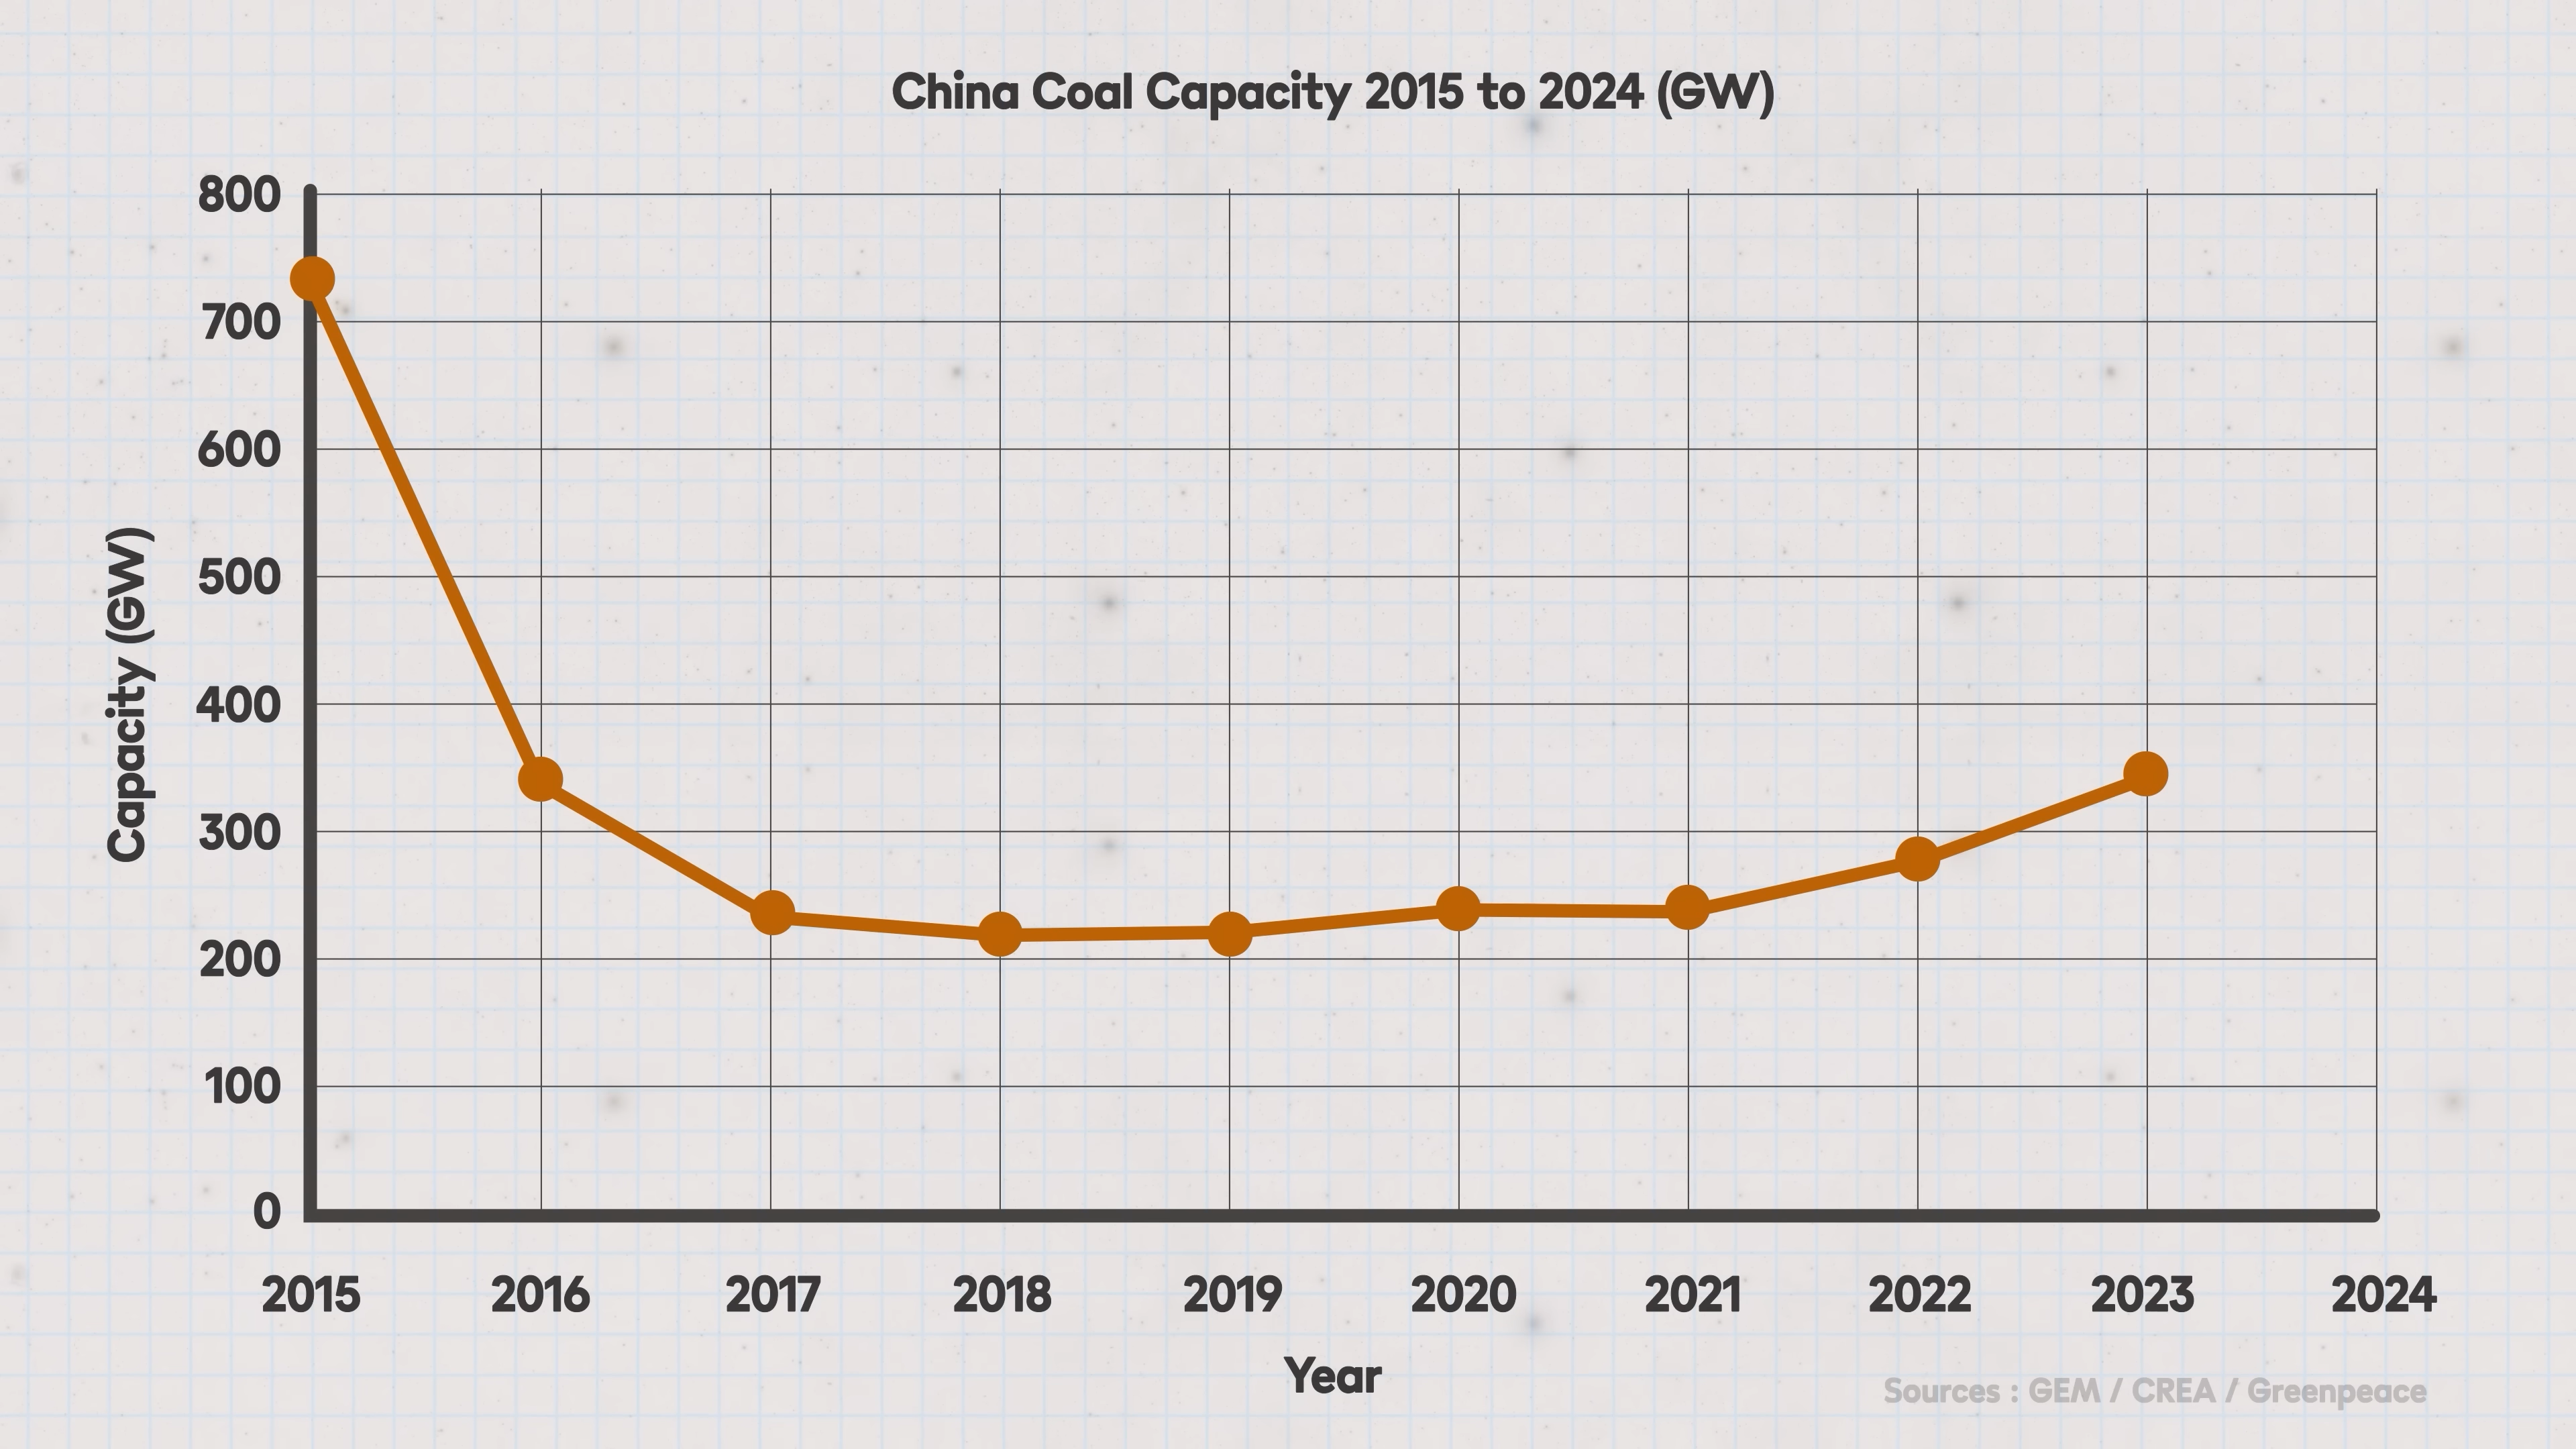 China Coal Capacity 2015 to 2024 (GW)
800
700
600
500
400
300
200
100
0
Capacity (GW)
2015 2016 2017 2018 2019 2020 2021 2022 2023 2024
Year
Sources : GEM / CREA / Greenpeace